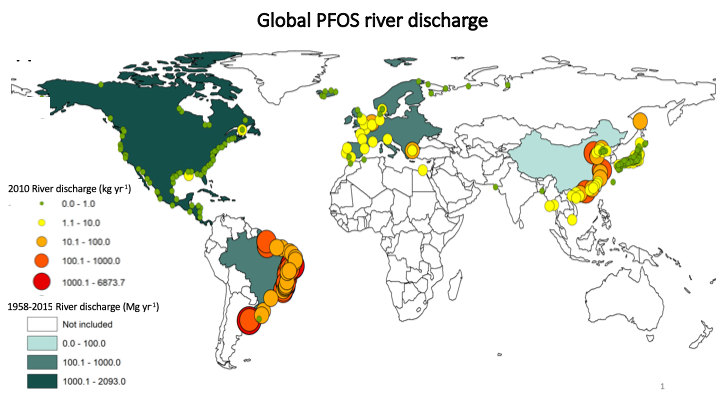 Global PFOS river discharge
2010 River discharge (kg yr-1)
0.0 - 1.0
1.1 - 10.0
10.1 - 100.0
100.1 - 1000.0
1000.1 - 6873.7
1958-2015 River discharge (Mg yr-1)
Not included
0.0 - 100.0
100.1 - 1000.0
1000.1 - 2093.0
1